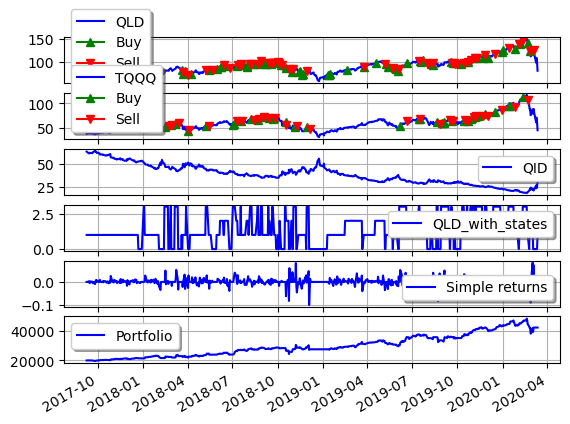 QLD
Buy
Sell
150
100
TQQQ
Buy
Sell
100
50
QID
50
25
QLD_with_states
2.5
0.0
Simple returns
0.0
−0.1
Portfolio
40000
20000
2017-10
2018-01
2018-04
2018-07
2018-10
2019-01
2019-04
2019-07
2019-10
2020-01
2020-04